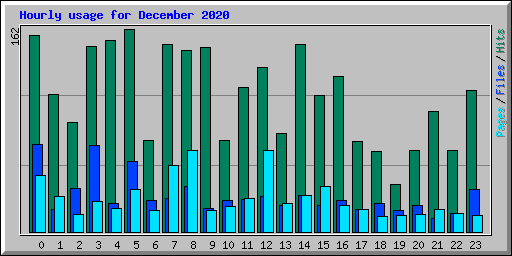 Hourly usage for December 2020
162
Pages/Files/Hits
0 1 2 3 4 5 6 7 8 9 10 11 12 13 14 15 16 17 18 19 20 21 22 23